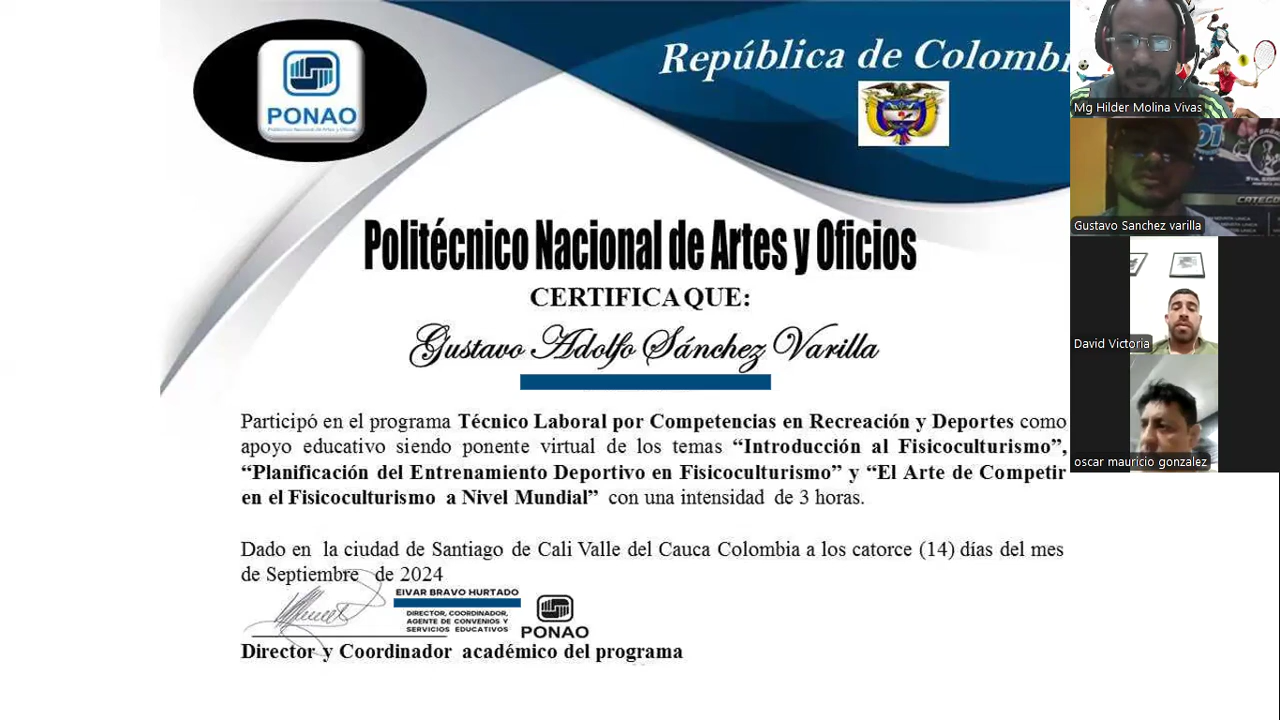 República de Colombi
PONAO
Politécnico Nacional de Artes y Oficios
Politécnico Nacional de Artes y Oficios
CERTIFICA QUE:
Gustavo Adolfo Sánchez Varilla
Participó en el programa Técnico Laboral por Competencias en Recreación y Deportes como
apoyo educativo siendo ponente virtual de los temas “Introducción al Fisicoculturismo”,
“Planificación del Entrenamiento Deportivo en Fisicoculturismo” y “El Arte de Competir
en el Fisicoculturismo a Nivel Mundial” con una intensidad de 3 horas.
Dado en la ciudad de Santiago de Cali Valle del Cauca Colombia a los catorce (14) días del mes
de Septiembre de 2024
EIVAR BRAVO HURTADO
DIRECTOR, COORDINADOR,
AGENTE DE CONVENIOS Y
SERVICIOS EDUCATIVOS
PONAO
Director y Coordinador académico del programa
Mg Hilder Molina Vivas
CATEGO
Gustavo Sanchez varilla
David Victoria
oscar mauricio gonzalez